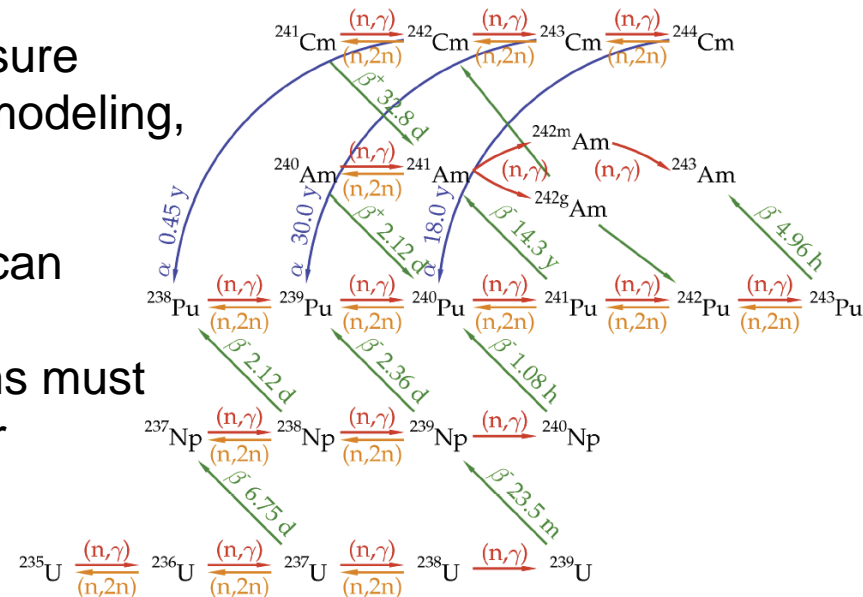 sure
modeling,
can
ns must
r
²⁴¹Cm (n,γ) (n,2n) ²⁴²Cm (n,γ) (n,2n) ²⁴³Cm (n,γ) (n,2n) ²⁴⁴Cm
β⁺ 32.8 d
²⁴⁰Am (n,γ) (n,2n) ²⁴¹Am (n,γ) ²⁴²ᵐAm (n,γ) ²⁴³Am
²⁴²ᵍAm
α 0.45 y
α 30.0 y
α 18.0 y
β⁺ 2.12 d
β⁻ 14.3 y
β⁻ 4.96 h
²³⁸Pu (n,γ) (n,2n) ²³⁹Pu (n,γ) (n,2n) ²⁴⁰Pu (n,γ) (n,2n) ²⁴¹Pu (n,γ) (n,2n) ²⁴²Pu (n,γ) (n,2n) ²⁴³Pu
β⁻ 2.12 d
β⁻ 2.36 d
β⁻ 1.08 h
²³⁷Np (n,γ) (n,2n) ²³⁸Np (n,γ) (n,2n) ²³⁹Np (n,γ) ²⁴⁰Np
β⁻ 6.75 d
β⁻ 23.5 m
²³⁵U (n,γ) (n,2n) ²³⁶U (n,γ) (n,2n) ²³⁷U (n,γ) (n,2n) ²³⁸U (n,γ) ²³⁹U